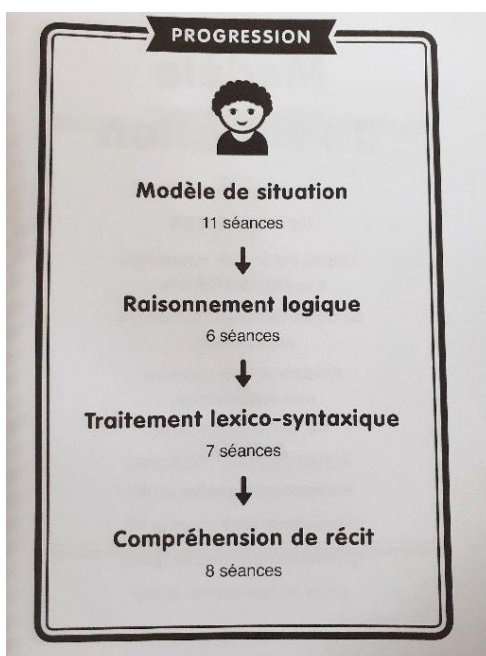 PROGRESSION
Modèle de situation
11 séances
Raisonnement logique
6 séances
Traitement lexico-syntaxique
7 séances
Compréhension de récit
8 séances